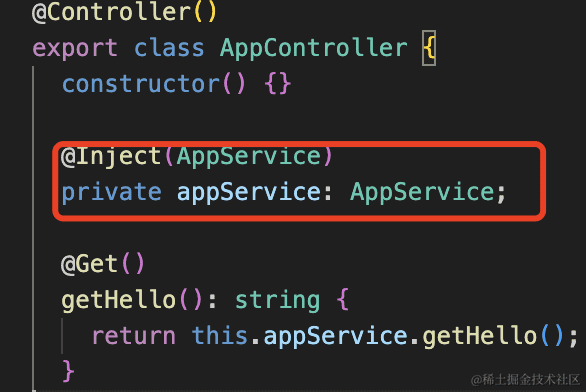 @Controller()
export class AppController {
constructor() {}
@Inject(AppService)
private appService: AppService;
@Get()
getHello(): string {
return this.appService.getHello();
}
@稀土掘金技术社区